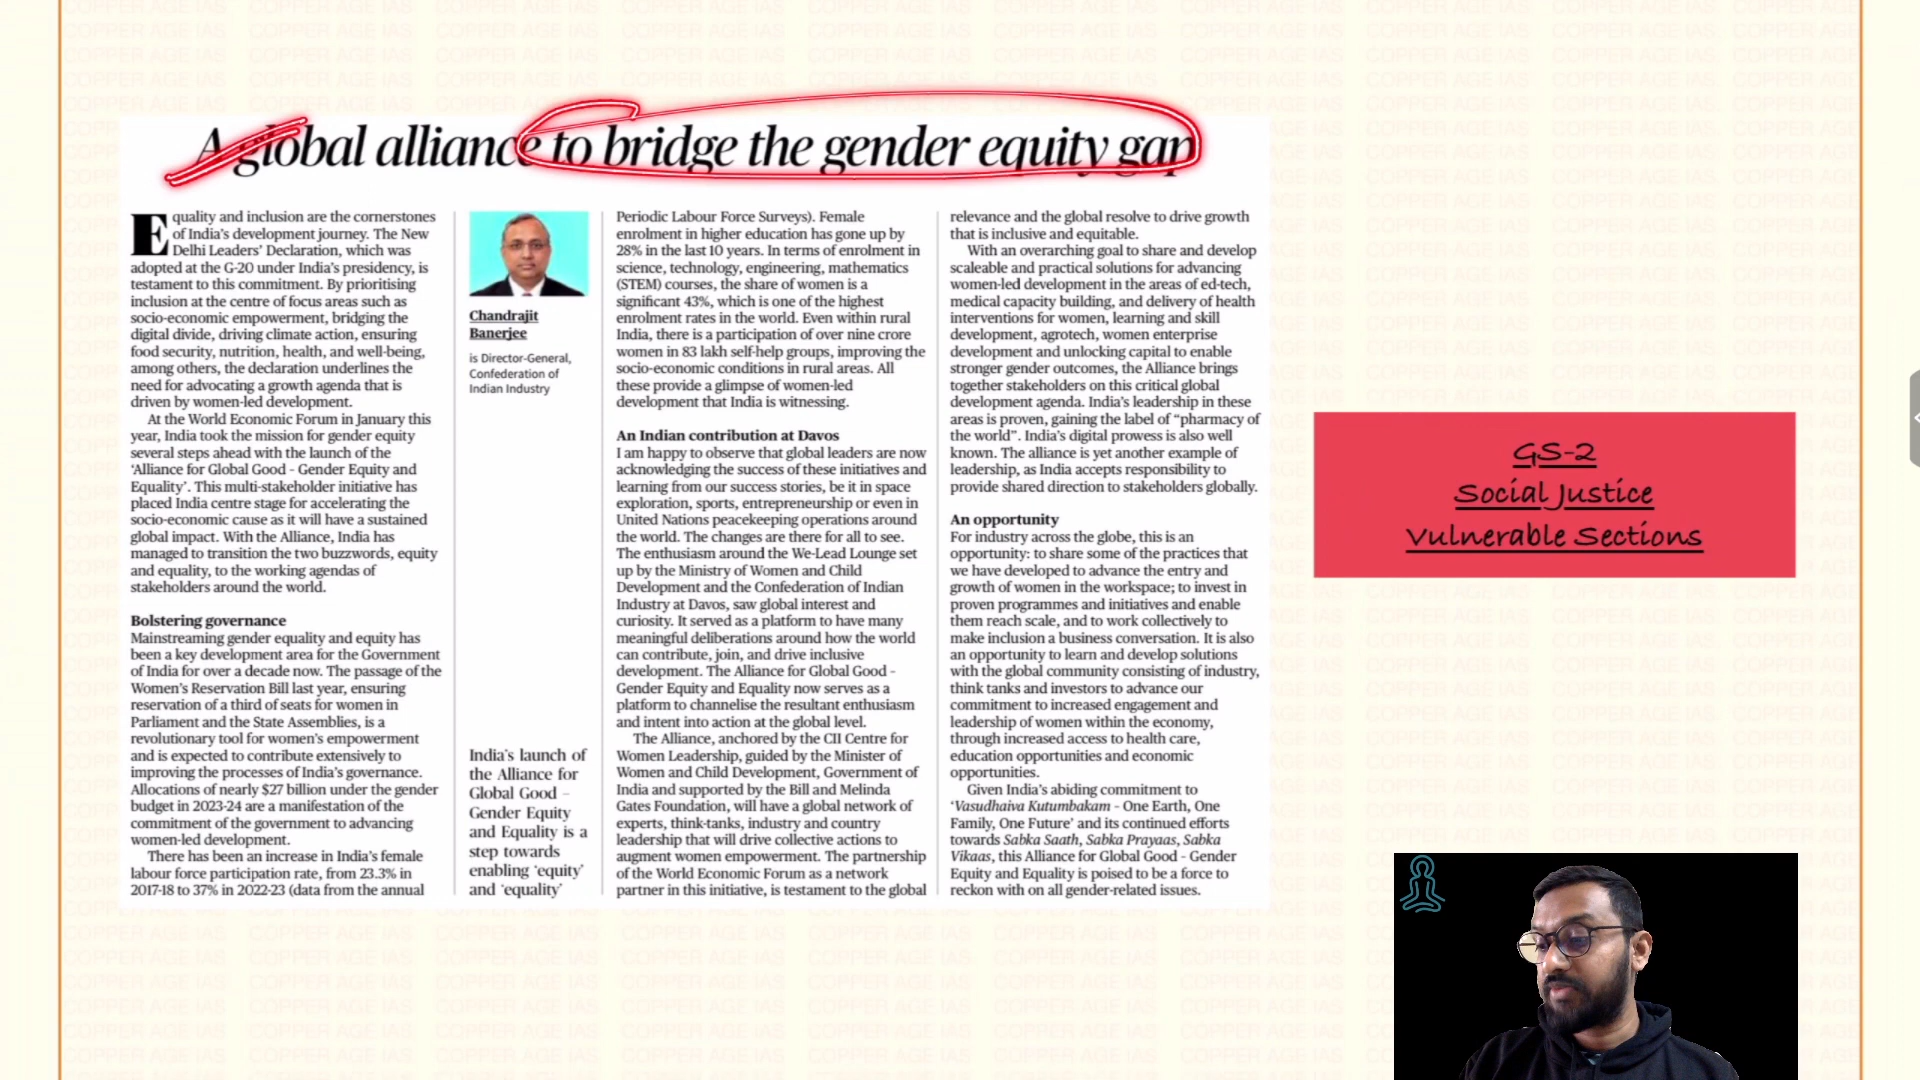 A global alliance to bridge the gender equity gap
Equality and inclusion are the cornerstones
of India's development journey. The New
Delhi Leaders' Declaration, which was
adopted at the G-20 under India's presidency, is
testament to this commitment. By prioritising
inclusion at the centre of focus areas such as
socio-economic empowerment, bridging the
digital divide, driving climate action, ensuring
food security, nutrition, health, and well-being,
among others, the declaration underlines the
need for advocating a growth agenda that is
driven by women-led development.
At the World Economic Forum in January this
year, India took the mission for gender equity
several steps ahead with the launch of the
‘Alliance for Global Good - Gender Equity and
Equality’. This multi-stakeholder initiative has
placed India centre stage for accelerating the
socio-economic cause as it will have a sustained
global impact. With the Alliance, India has
managed to transition the two buzzwords, equity
and equality, to the working agendas of
stakeholders around the world.
Bolstering governance
Mainstreaming gender equality and equity has
been a key development area for the Government
of India for over a decade now. The passage of the
Women's Reservation Bill last year, ensuring
reservation of a third of seats for women in
Parliament and the State Assemblies, is a
revolutionary tool for women's empowerment
and is expected to contribute extensively to
improving the processes of India's governance.
Allocations of nearly $27 billion under the gender
budget in 2023-24 are a manifestation of the
commitment of the government to advancing
women-led development.
There has been an increase in India's female
labour force participation rate, from 23.3% in
2017-18 to 37% in 2022-23 (data from the annual
Chandrajit
Banerjee
is Director-General,
Confederation of
Indian Industry
India's launch of
the Alliance for
Global Good –
Gender Equity
and Equality is a
step towards
enabling ‘equity’
and ‘equality’
Periodic Labour Force Surveys). Female
enrolment in higher education has gone up by
28% in the last 10 years. In terms of enrolment in
science, technology, engineering, mathematics
(STEM) courses, the share of women is a
significant 43%, which is one of the highest
enrolment rates in the world. Even within rural
India, there is a participation of over nine crore
women in 83 lakh self-help groups, improving the
socio-economic conditions in rural areas. All
these provide a glimpse of women-led
development that India is witnessing.
An Indian contribution at Davos
I am happy to observe that global leaders are now
acknowledging the success of these initiatives and
learning from our success stories, be it in space
exploration, sports, entrepreneurship or even in
United Nations peacekeeping operations around
the world. The changes are there for all to see.
The enthusiasm around the We-Lead Lounge set
up by the Ministry of Women and Child
Development and the Confederation of Indian
Industry at Davos, saw global interest and
curiosity. It served as a platform to have many
meaningful deliberations around how the world
can contribute, join, and drive inclusive
development. The Alliance for Global Good -
Gender Equity and Equality now serves as a
platform to channelise the resultant enthusiasm
and intent into action at the global level.
The Alliance, anchored by the CII Centre for
Women Leadership, guided by the Minister of
Women and Child Development, Government of
India and supported by the Bill and Melinda
Gates Foundation, will have a global network of
experts, think-tanks, industry and country
leadership that will drive collective actions to
augment women empowerment. The partnership
of the World Economic Forum as a network
partner in this initiative, is testament to the global
relevance and the global resolve to drive growth
that is inclusive and equitable.
With an overarching goal to share and develop
scaleable and practical solutions for advancing
women-led development in the areas of ed-tech,
medical capacity building, and delivery of health
interventions for women, learning and skill
development, agrotech, women enterprise
development and unlocking capital to enable
stronger gender outcomes, the Alliance brings
together stakeholders on this critical global
development agenda. India's leadership in these
areas is proven, gaining the label of “pharmacy of
the world”. India's digital prowess is also well
known. The alliance is yet another example of
leadership, as India accepts responsibility to
provide shared direction to stakeholders globally.
An opportunity
For industry across the globe, this is an
opportunity: to share some of the practices that
we have developed to advance the entry and
growth of women in the workspace; to invest in
proven programmes and initiatives and enable
them reach scale, and to work collectively to
make inclusion a business conversation. It is also
an opportunity to learn and develop solutions
with the global community consisting of industry,
think tanks and investors to advance our
commitment to increased engagement and
leadership of women within the economy,
through increased access to health care,
education opportunities and economic
opportunities.
Given India's abiding commitment to
‘Vasudhaiva Kutumbakam - One Earth, One
Family, One Future’ and its continued efforts
towards Sabka Saath, Sabka Prayaas, Sabka
Vikaas, this Alliance for Global Good - Gender
Equity and Equality is poised to be a force to
reckon with on all gender-related issues.
GS-2
Social Justice
Vulnerable Sections
COPPER AGE IAS